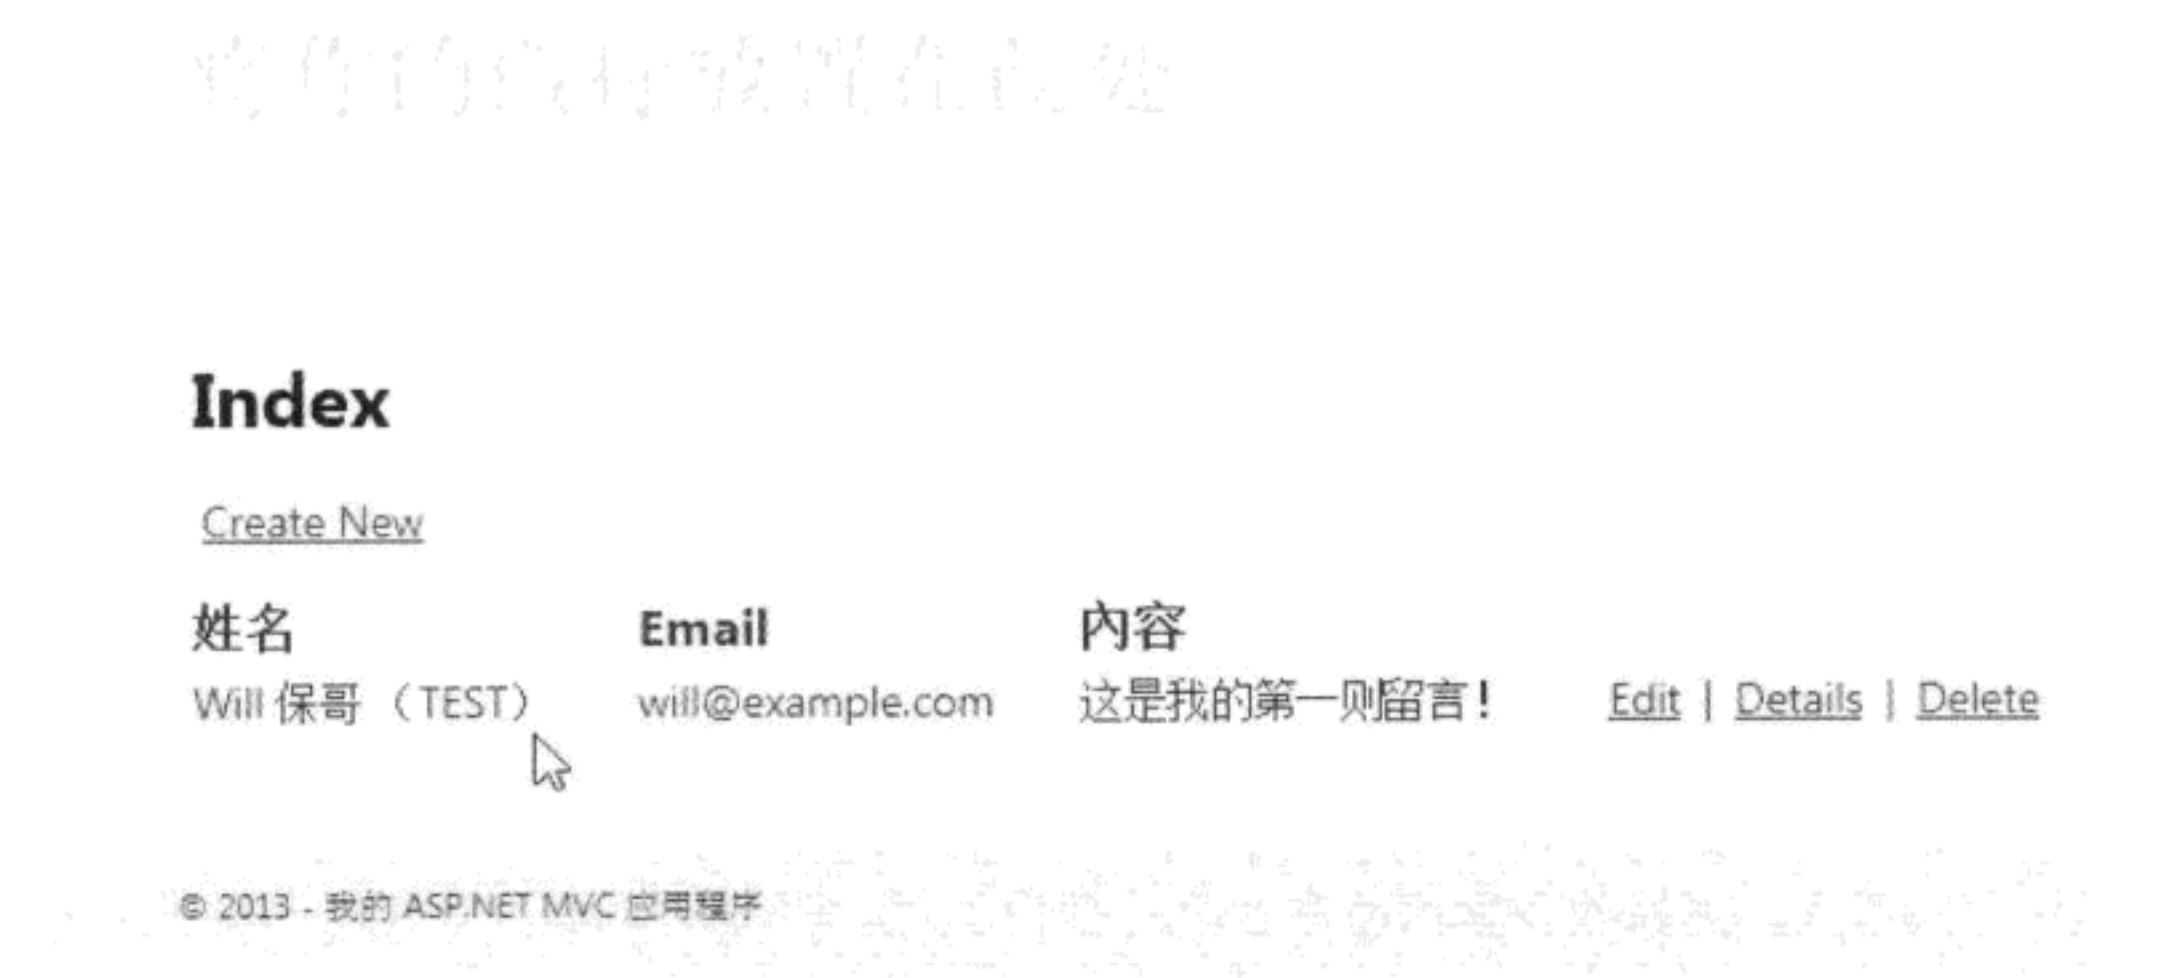 Index
Create New
姓名 Email 內容
Will 保哥 （TEST） will@example.com 这是我的第一则留言！ Edit | Details | Delete
© 2013 - 我的 ASP.NET MVC 应用程序